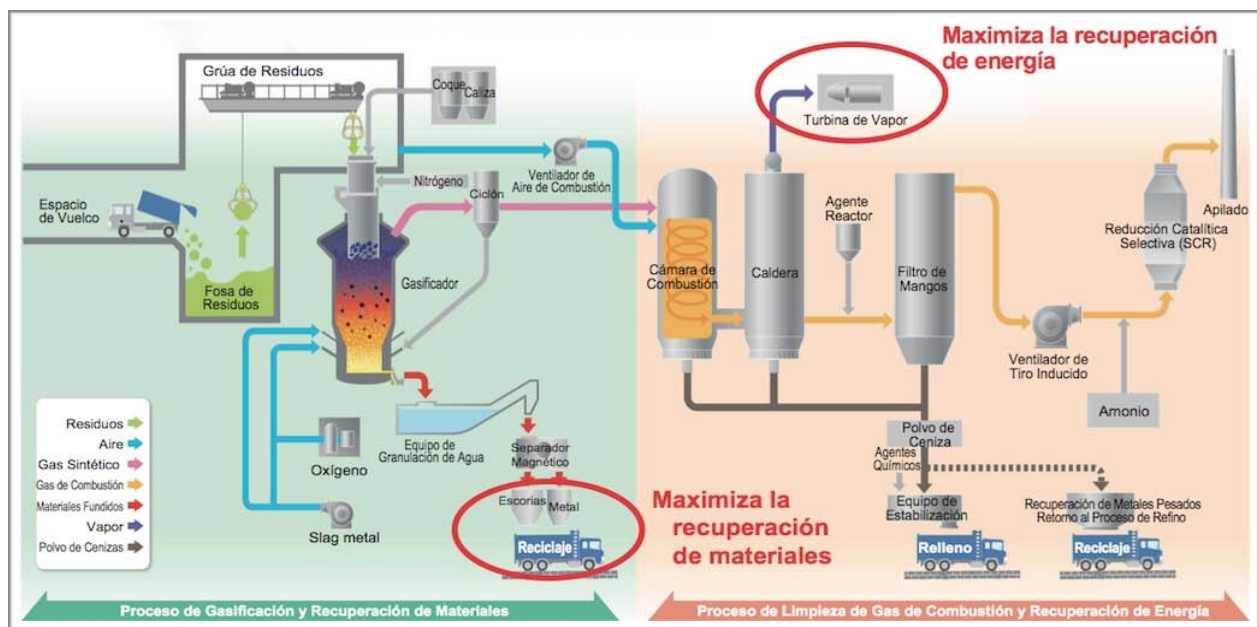 Maximiza la recuperación
de energía
Grúa de Residuos
Coque
Caliza
Turbina de Vapor
Ventilador de
Aire de Combustión
Nitrógeno
Ciclón
Espacio
de Vuelco
Fosa de
Residuos
Gasificador
Cámara de
Combustión
Caldera
Agente
Reactor
Filtro de
Mangos
Reducción Catalítica
Selectiva (SCR)
Apilado
Ventilador de
Tiro Inducido
Amonio
Residuos
Aire
Gas Sintético
Gas de Combustión
Materiales Fundidos
Vapor
Polvo de Cenizas
Oxígeno
Slag metal
Equipo de
Granulación de Agua
Separador
Magnético
Escorias
Metal
Reciclaje
Maximiza la
recuperación
de materiales
Polvo de
Ceniza
Agentes
Químicos
Equipo de
Estabilización
Relleno
Recuperación de Metales Pesados
Retorno al Proceso de Refino
Reciclaje
Proceso de Gasificación y Recuperación de Materiales
Proceso de Limpieza de Gas de Combustión y Recuperación de Energía